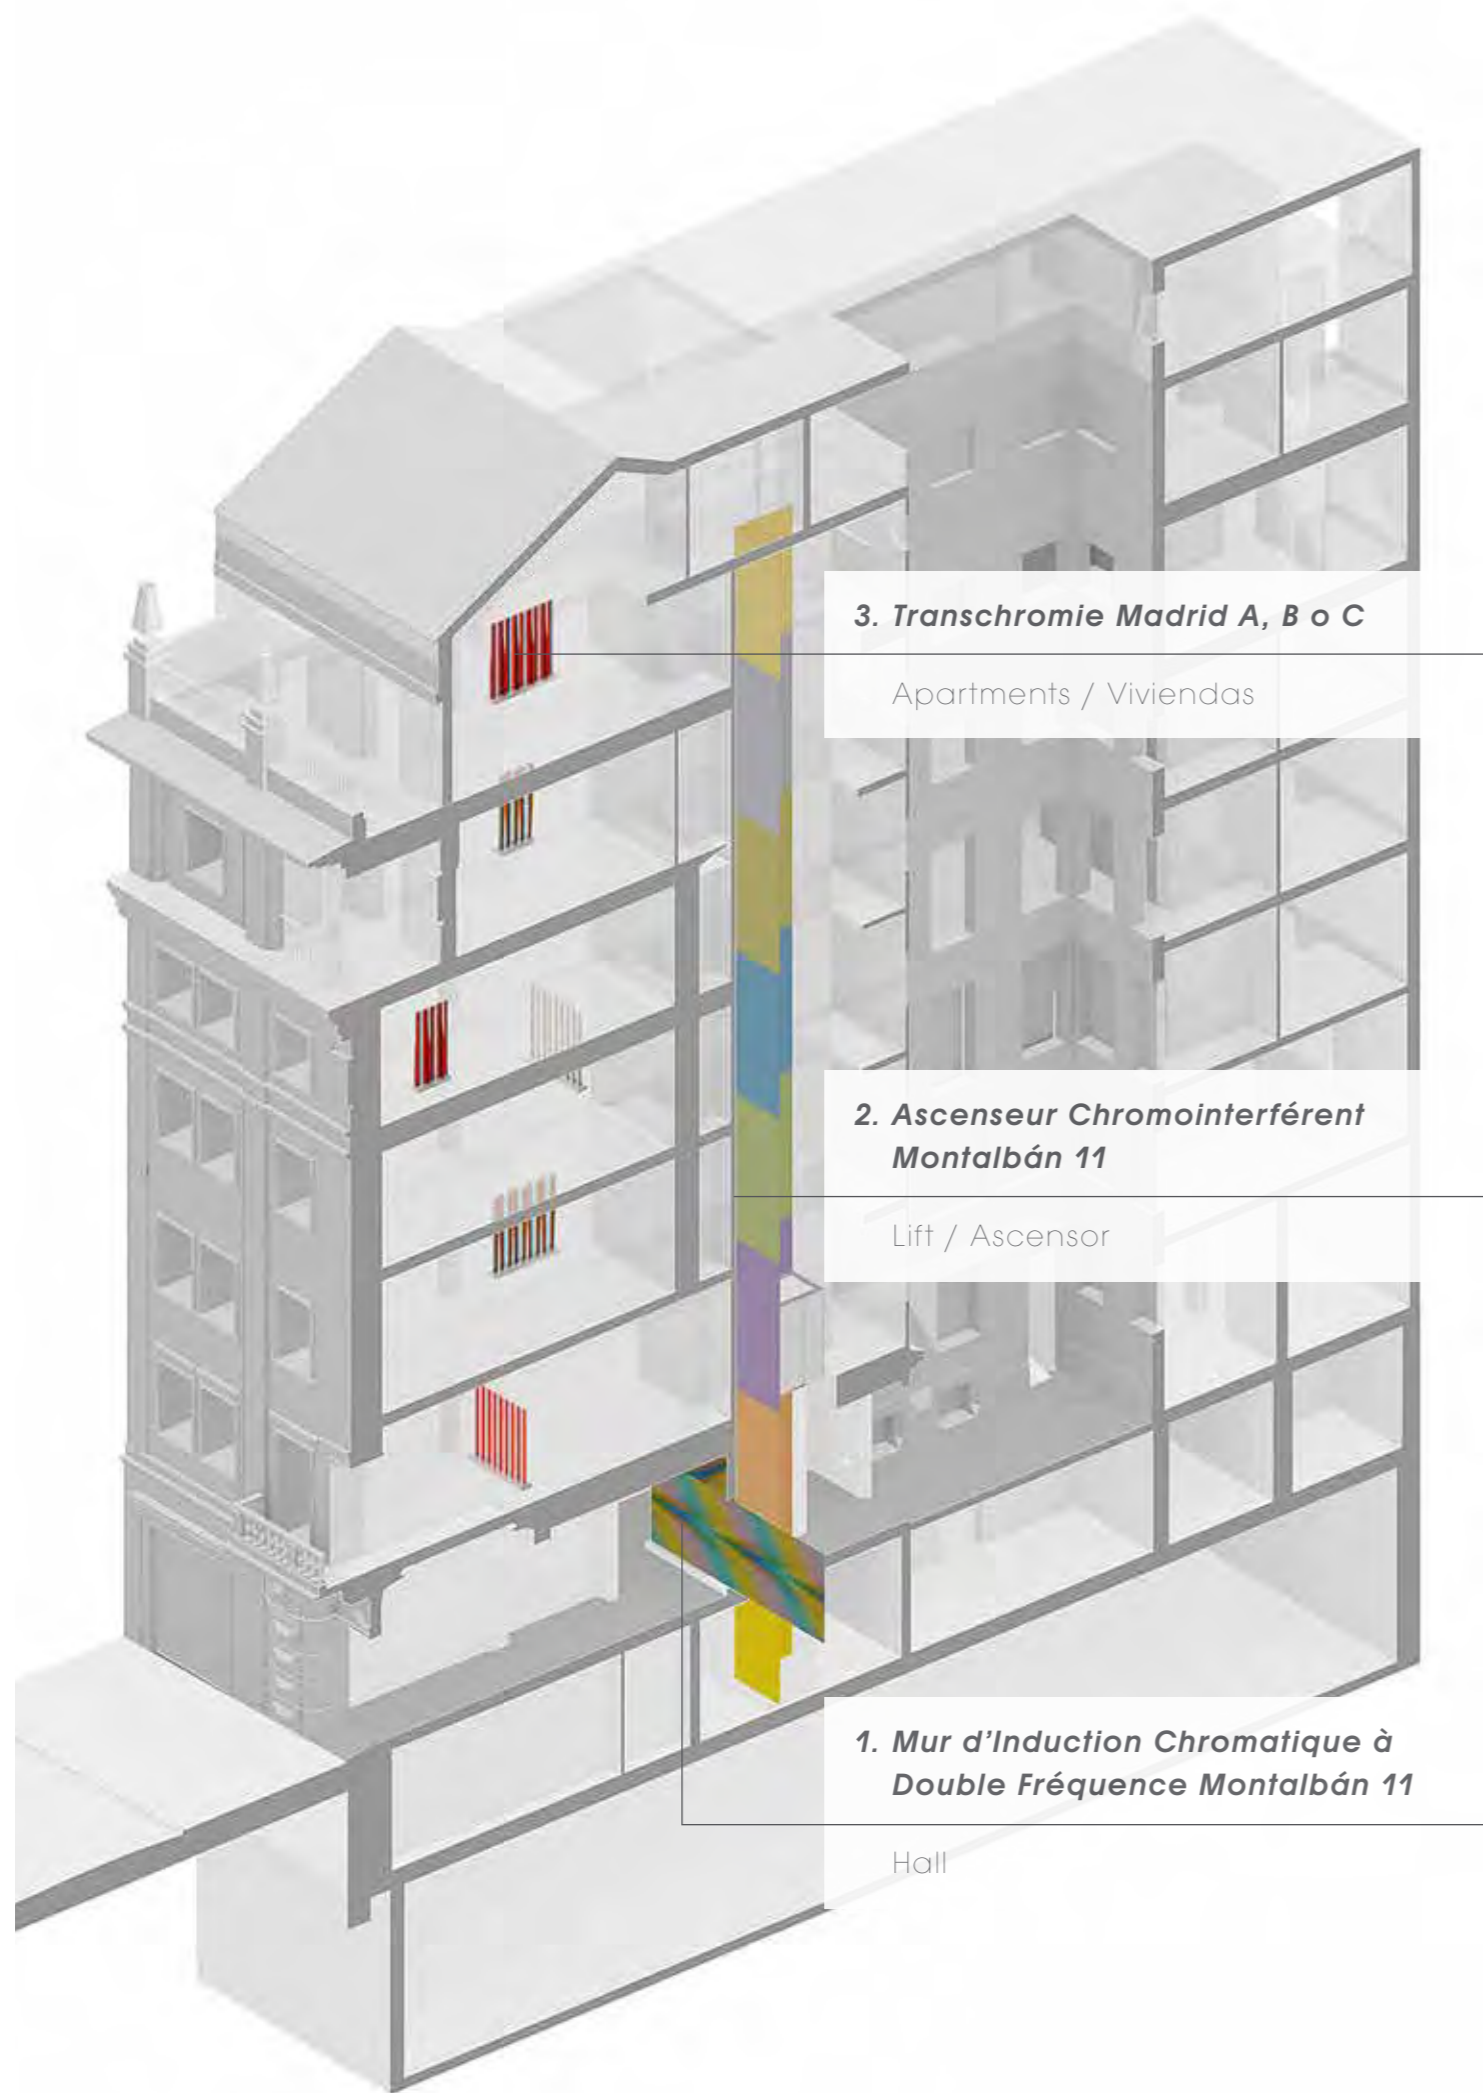 3. Transchromie Madrid A, B o C
Apartments / Viviendas
2. Ascenseur Chromointerférent
Montalbán 11
Lift / Ascensor
1. Mur d’Induction Chromatique à
Double Fréquence Montalbán 11
Hall